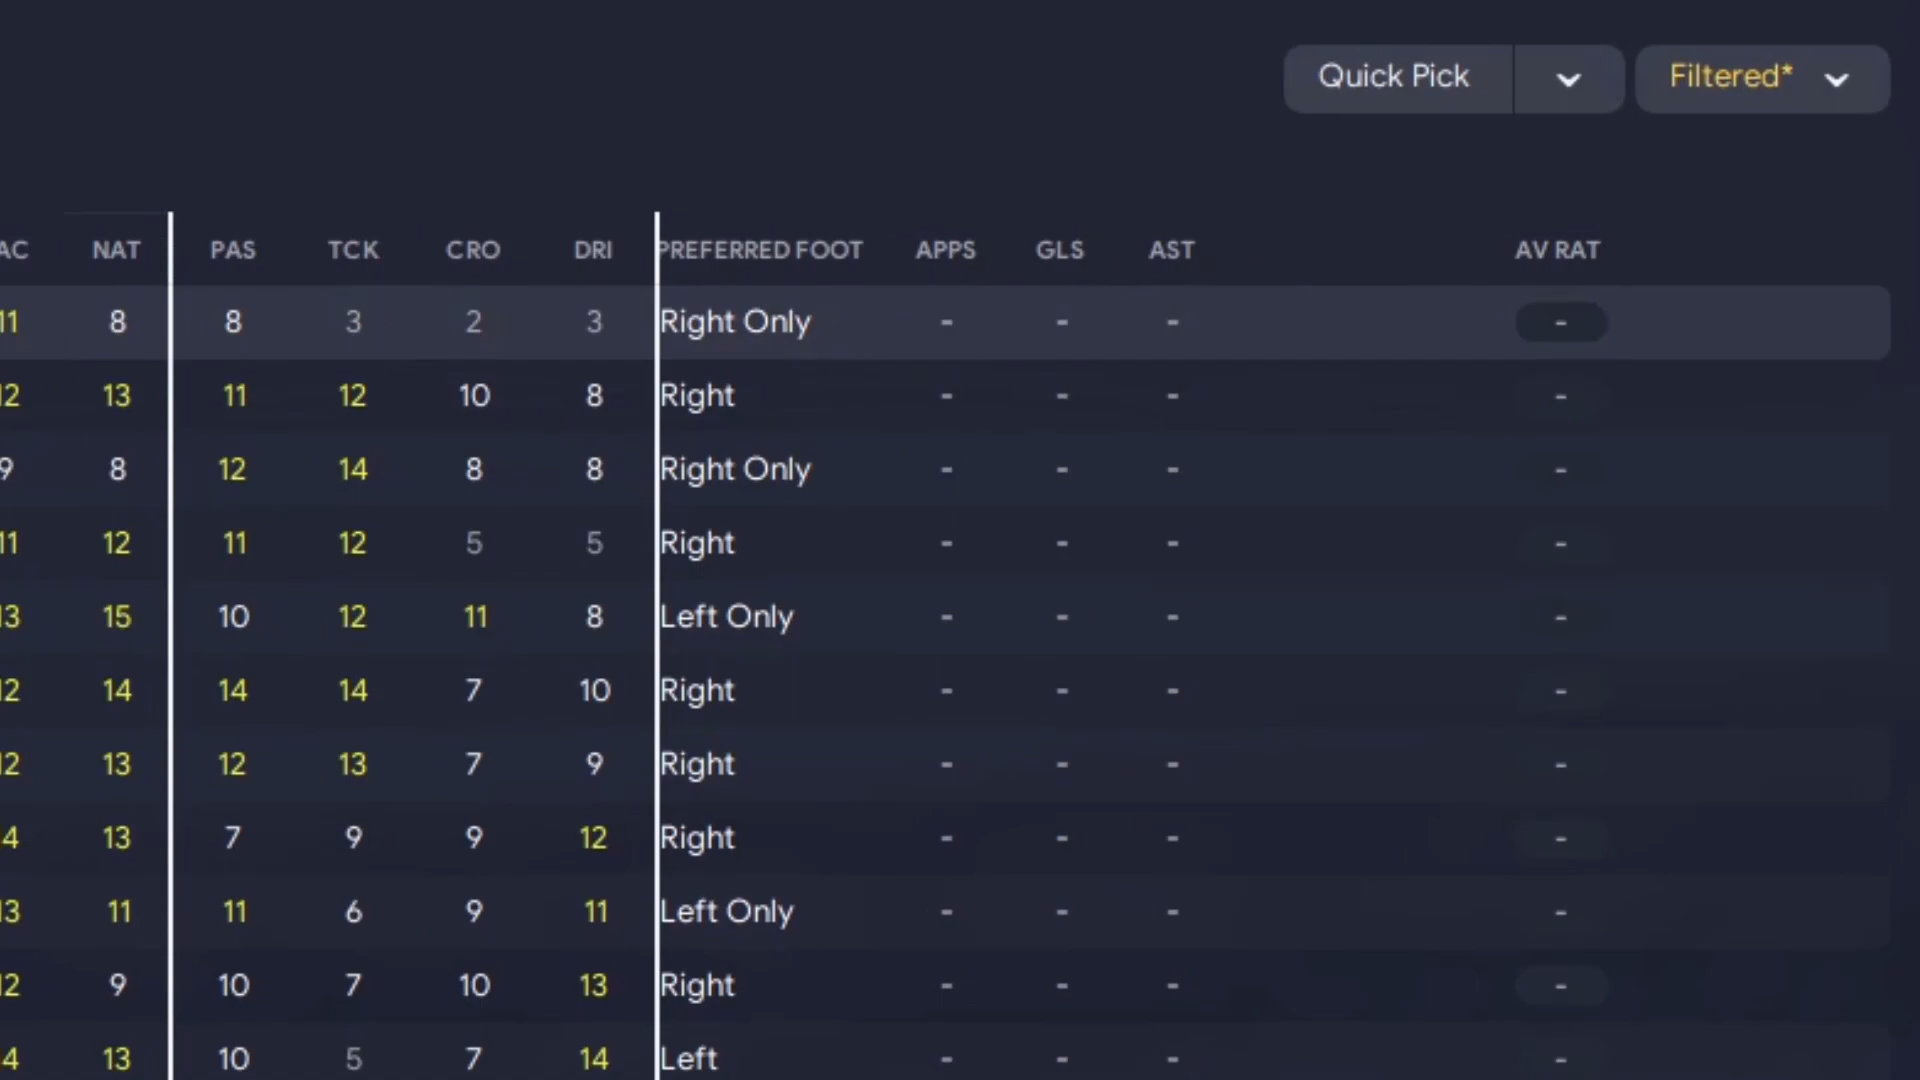 Quick Pick Filtered*
AC NAT PAS TCK CRO DRI PREFERRED FOOT APPS GLS AST AV RAT
11 8 8 3 2 3 Right Only - - - -
12 13 11 12 10 8 Right - - - -
9 8 12 14 8 8 Right Only - - - -
11 12 11 12 5 5 Right - - - -
13 15 10 12 11 8 Left Only - - - -
12 14 14 14 7 10 Right - - - -
12 13 12 13 7 9 Right - - - -
4 13 7 9 9 12 Right - - - -
13 11 11 6 9 11 Left Only - - - -
12 9 10 7 10 13 Right - - - -
4 13 10 5 7 14 Left - - - -